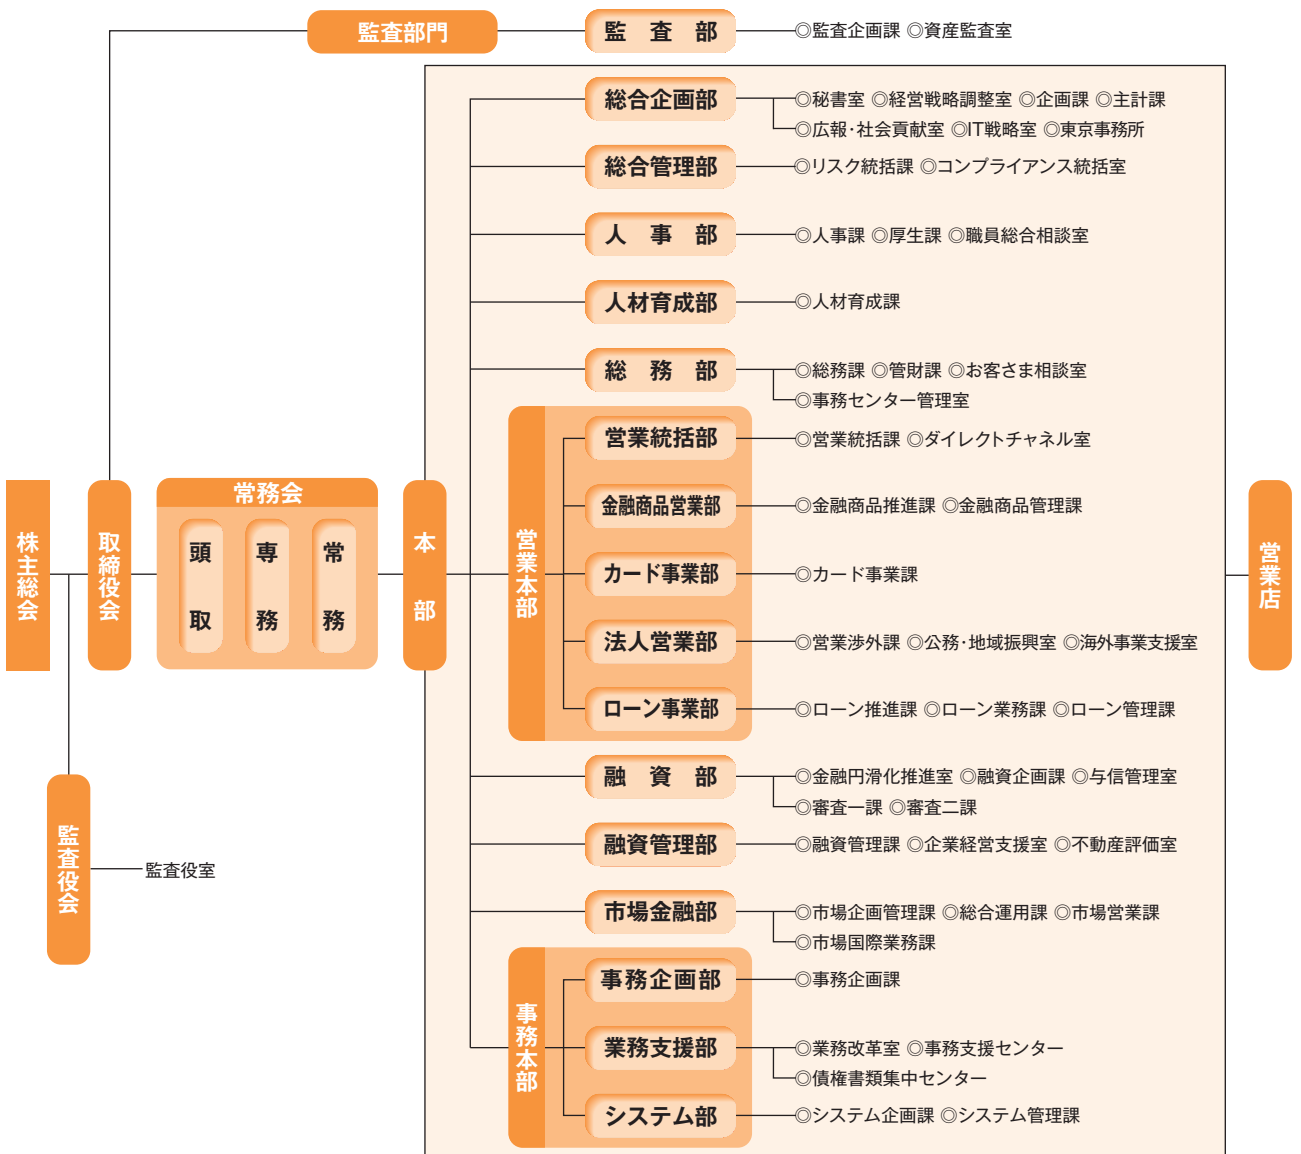 監査部門
監査部
◎監査企画課 ◎資産監査室
総合企画部
◎秘書室 ◎経営戦略調整室 ◎企画課 ◎主計課
◎広報・社会貢献室 ◎IT戦略室 ◎東京事務所
総合管理部
◎リスク統括課 ◎コンプライアンス統括室
人事部
◎人事課 ◎厚生課 ◎職員総合相談室
人材育成部
◎人材育成課
総務部
◎総務課 ◎管財課 ◎お客さま相談室
◎事務センター管理室
株主総会
取締役会
常務会
頭取
専務
常務
本部
営業本部
営業統括部
◎営業統括課 ◎ダイレクトチャネル室
金融商品営業部
◎金融商品推進課 ◎金融商品管理課
カード事業部
◎カード事業課
法人営業部
◎営業渉外課 ◎公務・地域振興室 ◎海外事業支援室
ローン事業部
◎ローン推進課 ◎ローン業務課 ◎ローン管理課
営業店
監査役会
監査役室
融資部
◎金融円滑化推進室 ◎融資企画課 ◎与信管理室
◎審査一課 ◎審査二課
融資管理部
◎融資管理課 ◎企業経営支援室 ◎不動産評価室
市場金融部
◎市場企画管理課 ◎総合運用課 ◎市場営業課
◎市場国際業務課
事務本部
事務企画部
◎事務企画課
業務支援部
◎業務改革室 ◎事務支援センター
◎債権書類集中センター
システム部
◎システム企画課 ◎システム管理課